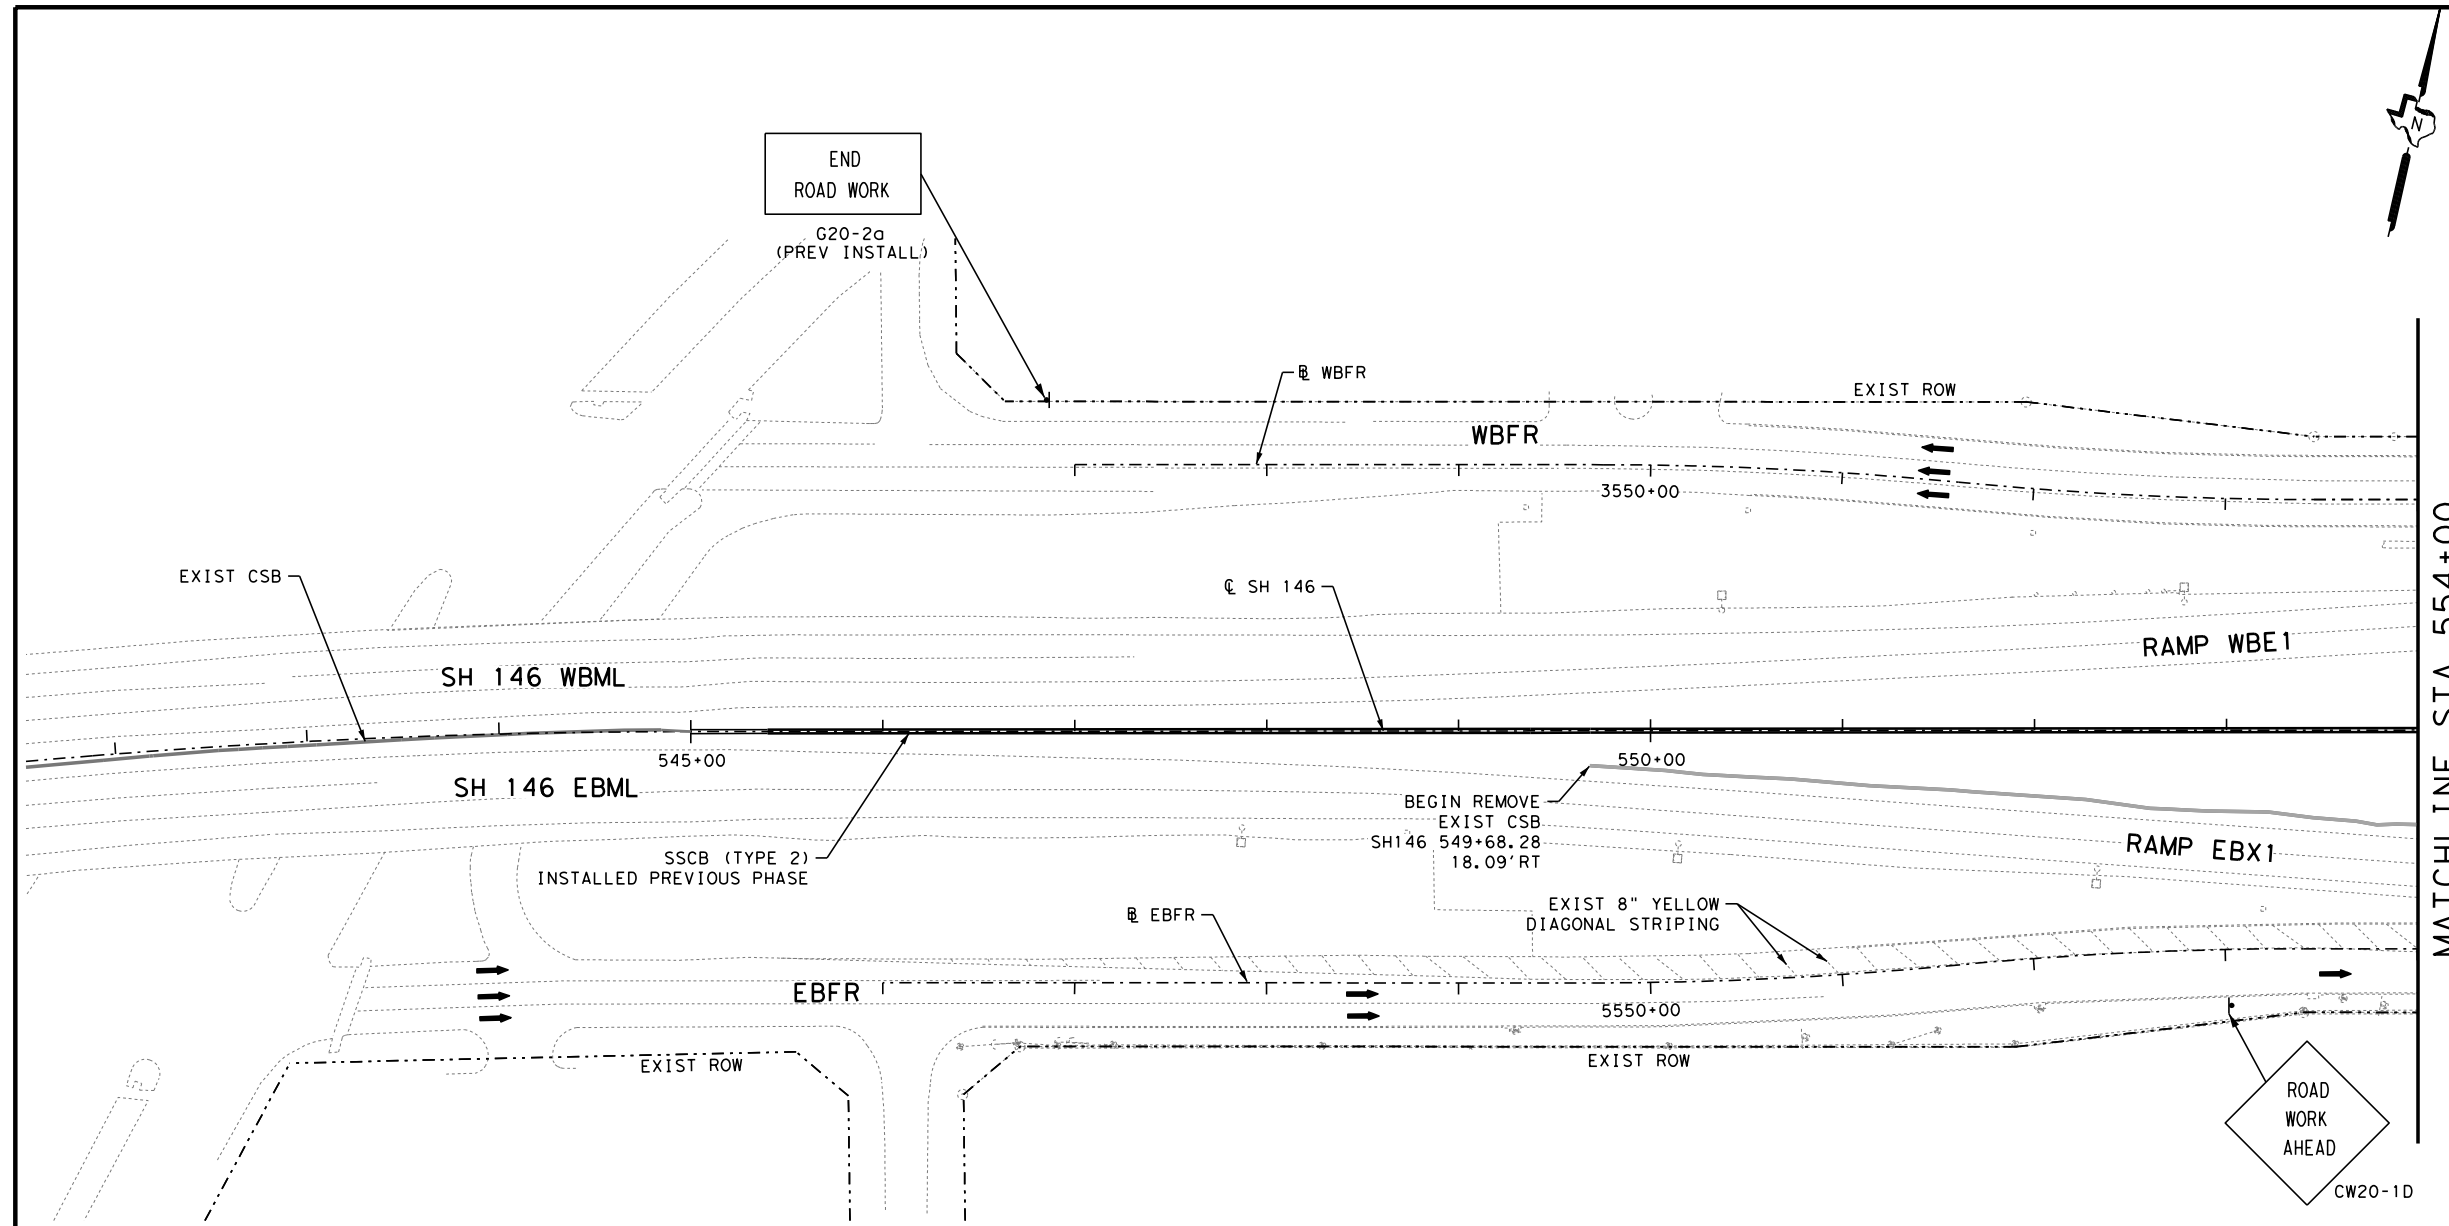 END
ROAD WORK
G20-2a
(PREV INSTALL)
N
℄ WBFR
EXIST ROW
WBFR
3550+00
EXIST CSB
℄ SH 146
RAMP WBE1
SH 146 WBML
545+00
550+00
SH 146 EBML
BEGIN REMOVE
EXIST CSB
SH146 549+68.28
18.09'RT
RAMP EBX1
SSCB (TYPE 2)
INSTALLED PREVIOUS PHASE
EXIST 8" YELLOW
DIAGONAL STRIPING
℄ EBFR
EBFR
5550+00
EXIST ROW
EXIST ROW
ROAD
WORK
AHEAD
CW20-1D
MATCHLINE STA 554+00